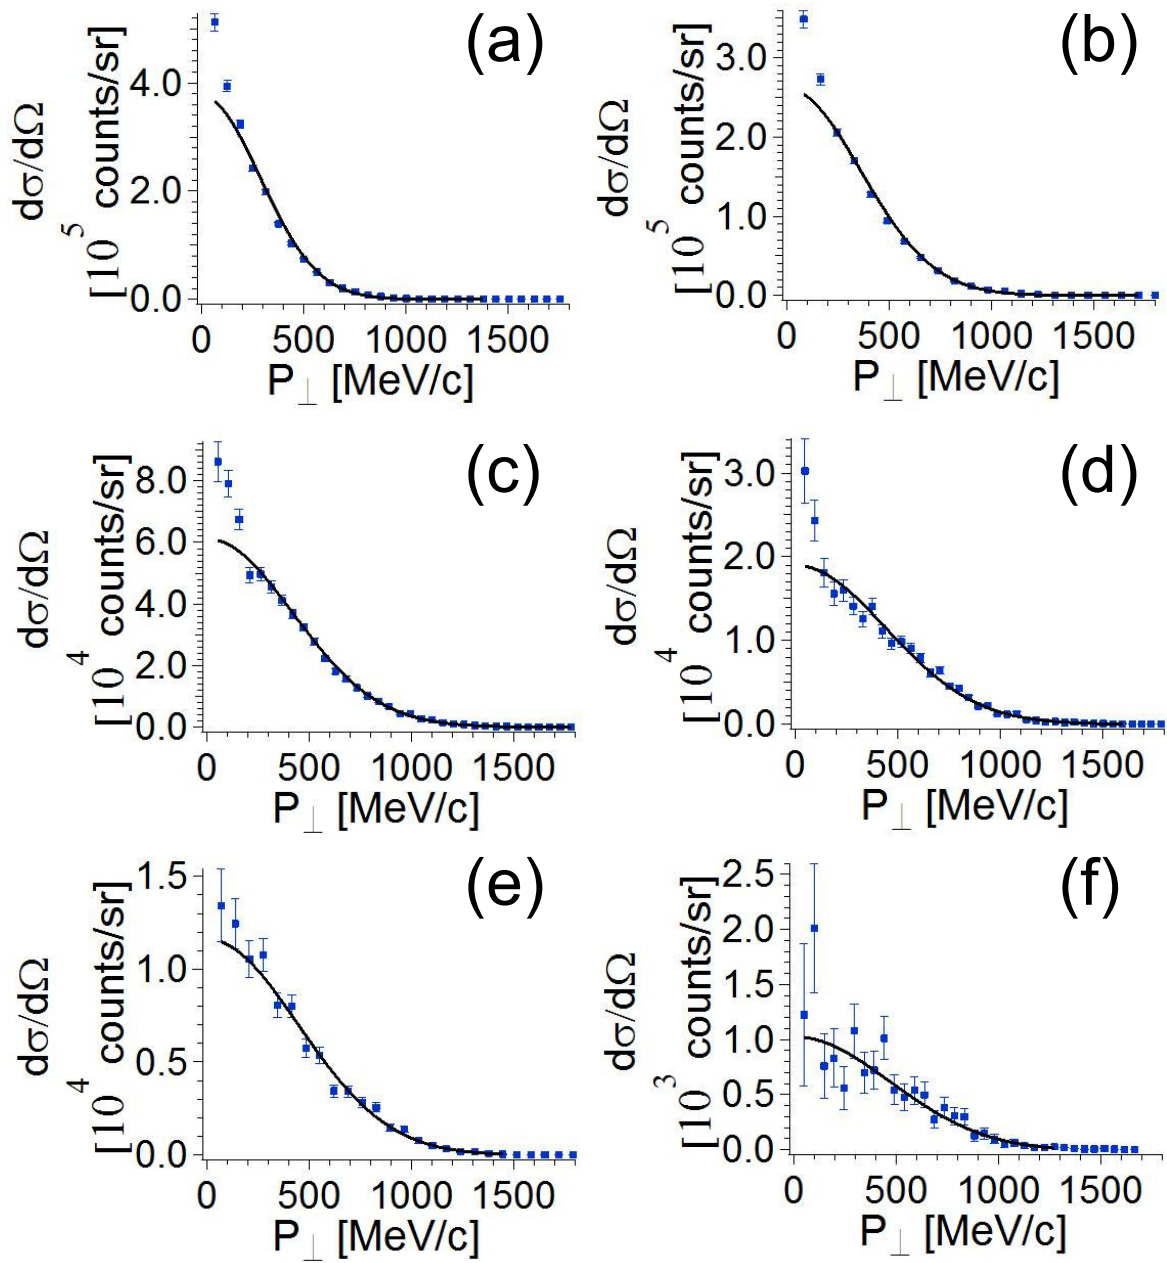 (a)
dσ/dΩ
[10^5 counts/sr]
4.0
2.0
0.0
0 500 1000 1500
P⊥ [MeV/c]
(b)
dσ/dΩ
[10^5 counts/sr]
3.0
2.0
1.0
0.0
0 500 1000 1500
P⊥ [MeV/c]
(c)
dσ/dΩ
[10^4 counts/sr]
8.0
6.0
4.0
2.0
0.0
0 500 1000 1500
P⊥ [MeV/c]
(d)
dσ/dΩ
[10^4 counts/sr]
3.0
2.0
1.0
0.0
0 500 1000 1500
P⊥ [MeV/c]
(e)
dσ/dΩ
[10^4 counts/sr]
1.5
1.0
0.5
0.0
0 500 1000 1500
P⊥ [MeV/c]
(f)
dσ/dΩ
[10^3 counts/sr]
2.5
2.0
1.5
1.0
0.5
0.0
0 500 1000 1500
P⊥ [MeV/c]